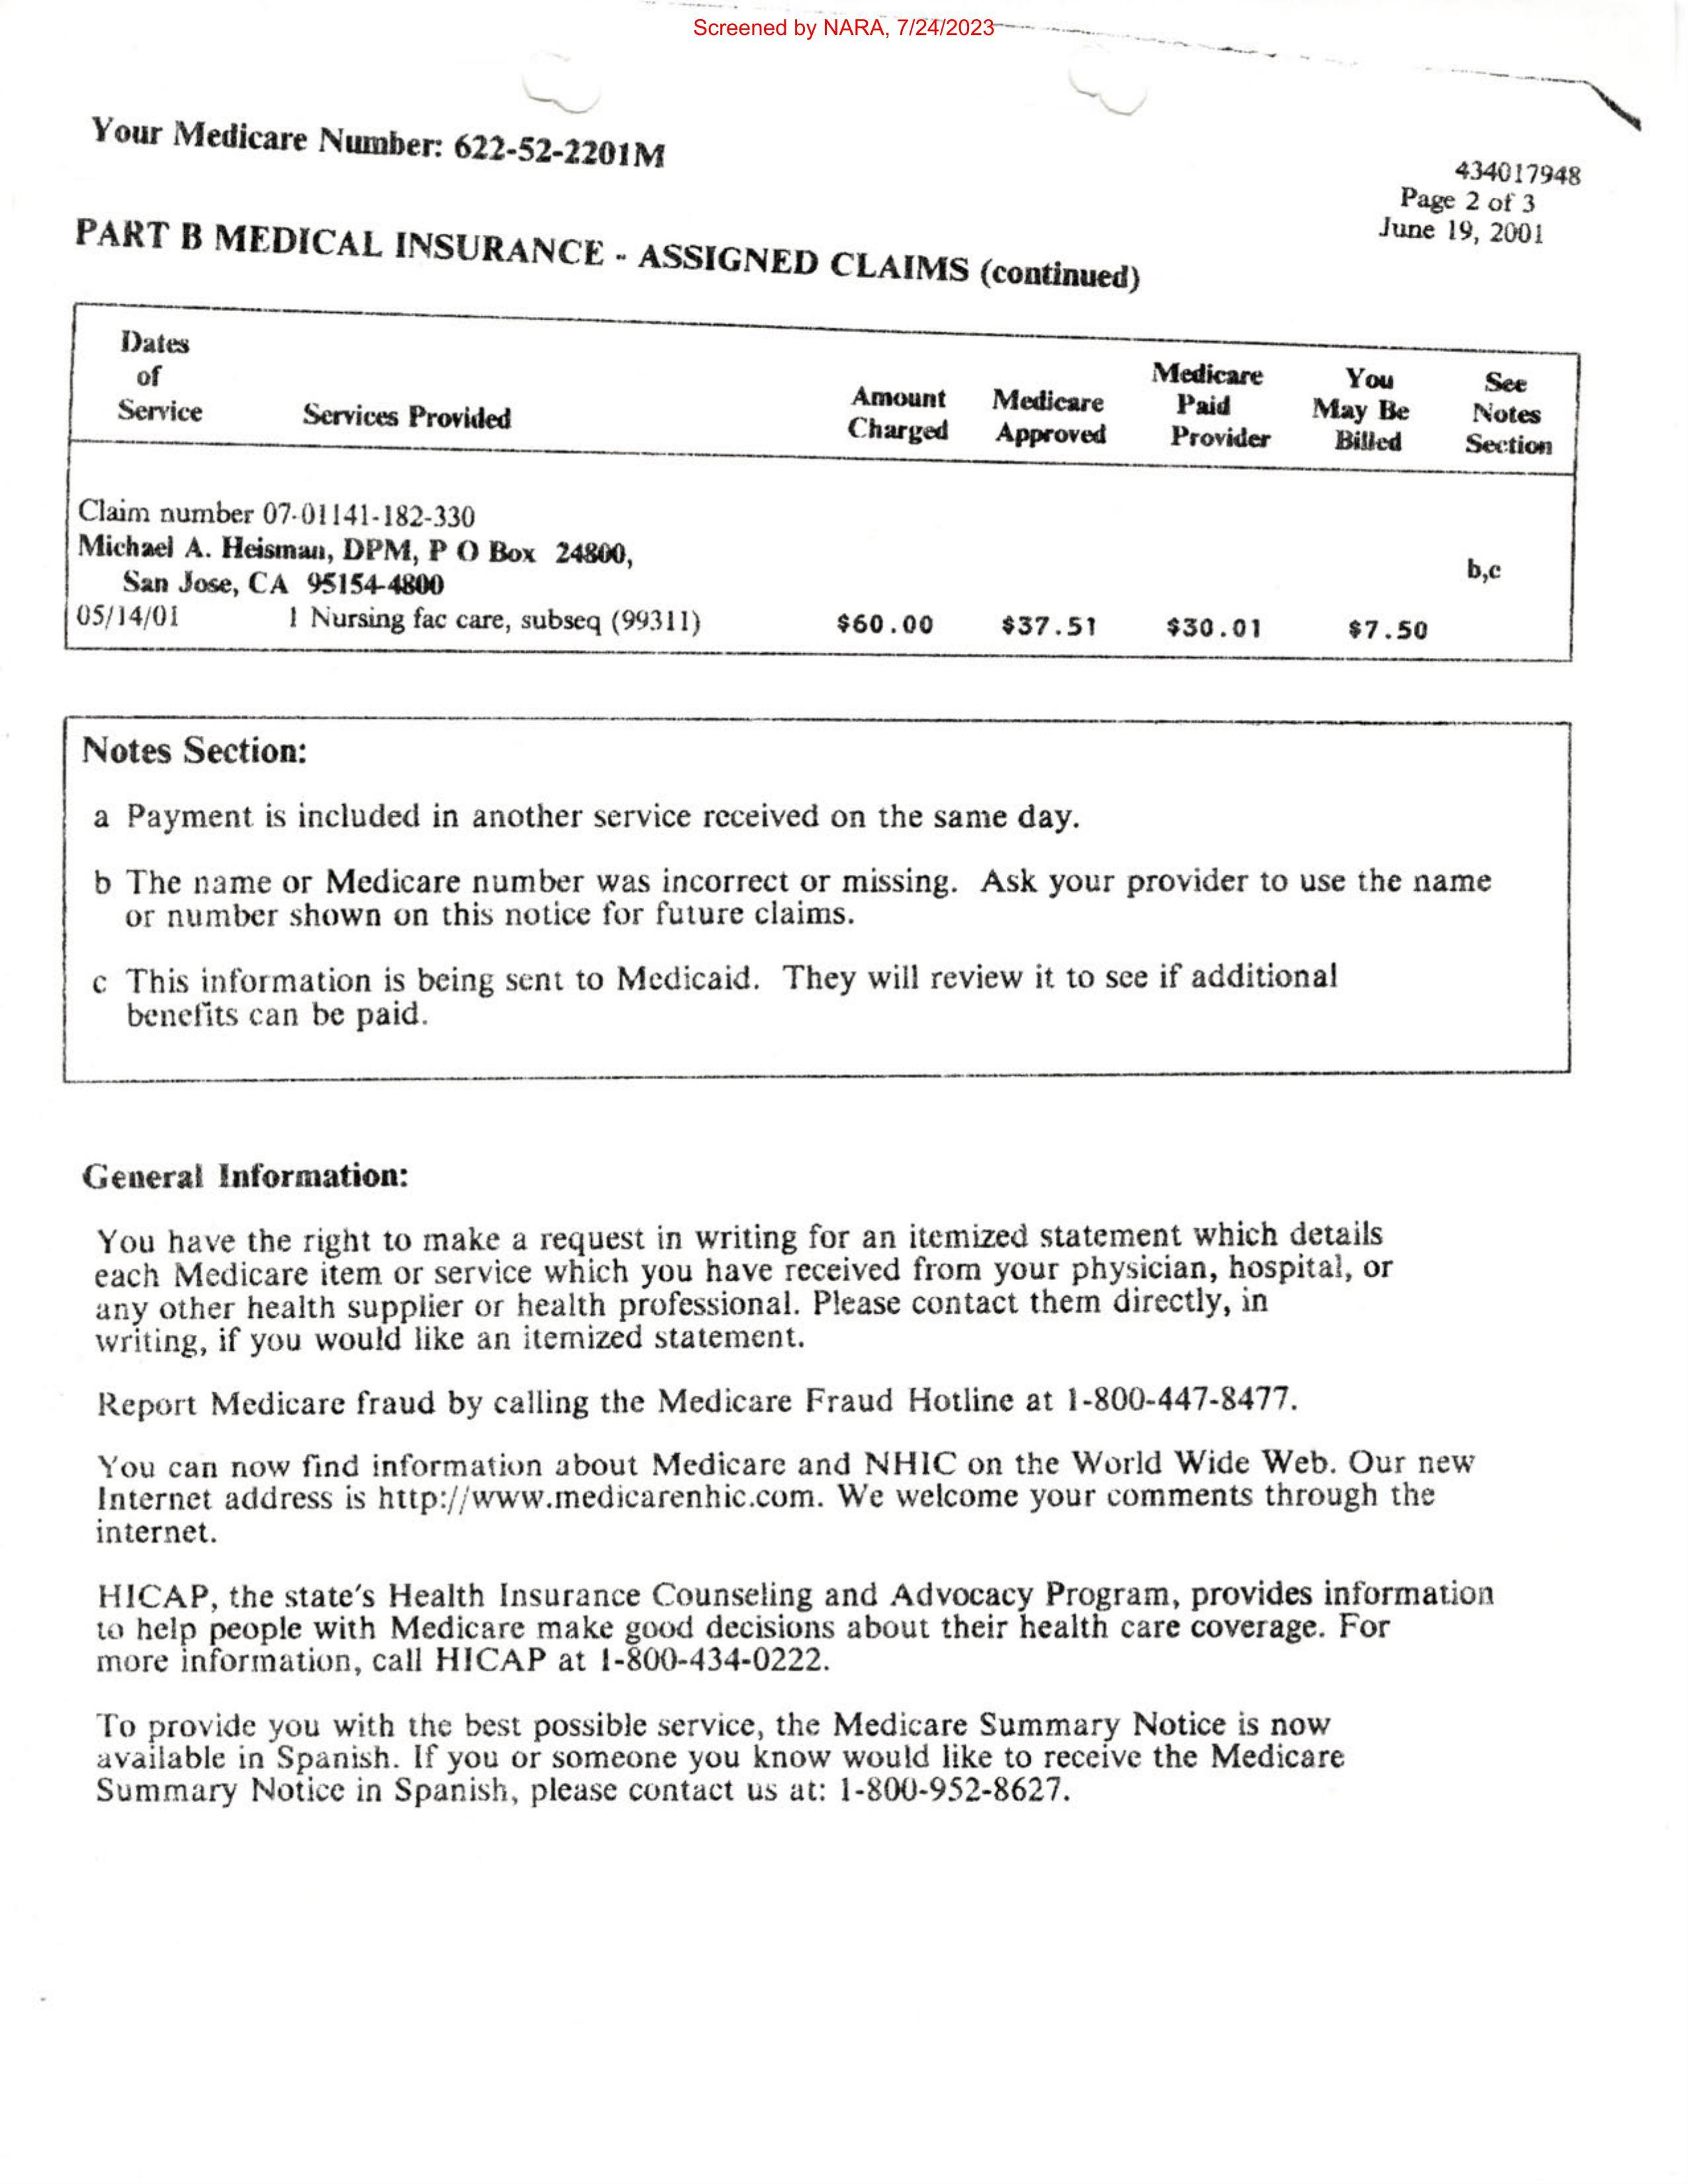 Screened by NARA, 7/24/2023
Your Medicare Number: 622-52-2201M
434017948
Page 2 of 3
June 19, 2001
PART B MEDICAL INSURANCE - ASSIGNED CLAIMS (continued)
Dates
of
Service
Services Provided
Amount
Charged
Medicare
Approved
Medicare
Paid
Provider
You
May Be
Billed
See
Notes
Section
Claim number 07-01141-182-330
Michael A. Heisman, DPM, P O Box 24800,
San Jose, CA 95154-4800
b,c
05/14/01 1 Nursing fac care, subseq (99311) $60.00 $37.51 $30.01 $7.50
Notes Section:
a Payment is included in another service received on the same day.
b The name or Medicare number was incorrect or missing. Ask your provider to use the name
or number shown on this notice for future claims.
c This information is being sent to Medicaid. They will review it to see if additional
benefits can be paid.
General Information:
You have the right to make a request in writing for an itemized statement which details
each Medicare item or service which you have received from your physician, hospital, or
any other health supplier or health professional. Please contact them directly, in
writing, if you would like an itemized statement.
Report Medicare fraud by calling the Medicare Fraud Hotline at 1-800-447-8477.
You can now find information about Medicare and NHIC on the World Wide Web. Our new
Internet address is http://www.medicarenhic.com. We welcome your comments through the
internet.
HICAP, the state's Health Insurance Counseling and Advocacy Program, provides information
to help people with Medicare make good decisions about their health care coverage. For
more information, call HICAP at 1-800-434-0222.
To provide you with the best possible service, the Medicare Summary Notice is now
available in Spanish. If you or someone you know would like to receive the Medicare
Summary Notice in Spanish, please contact us at: 1-800-952-8627.